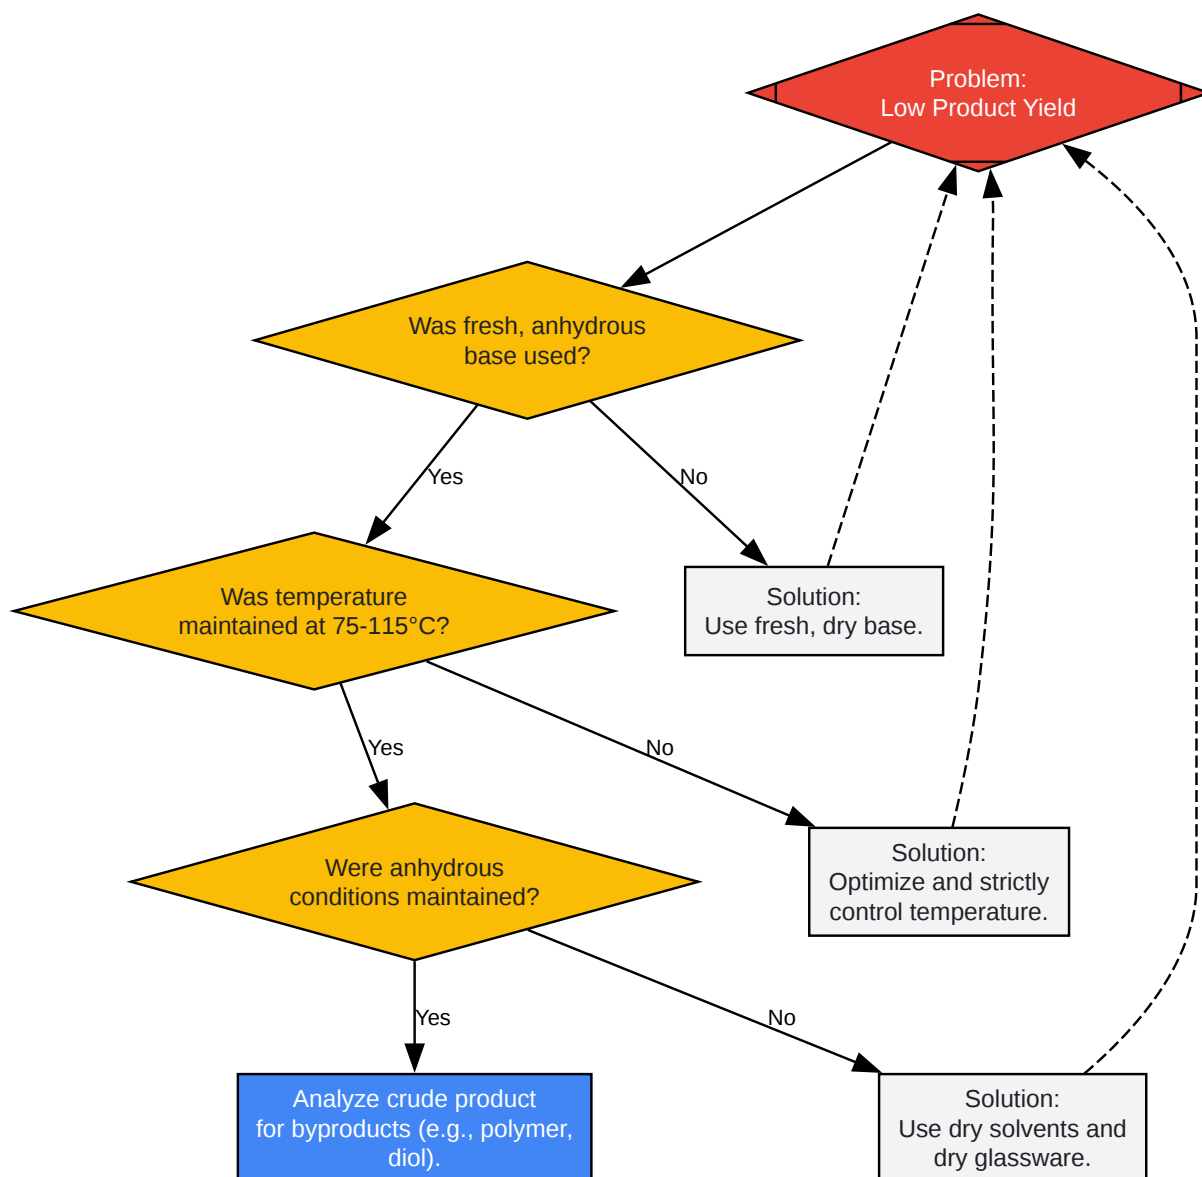 Problem:
Low Product Yield
Was fresh, anhydrous
base used?
Yes
No
Was temperature
maintained at 75-115°C?
Solution:
Use fresh, dry base.
Yes
No
Were anhydrous
conditions maintained?
Solution:
Optimize and strictly
control temperature.
Yes
No
Analyze crude product
for byproducts (e.g., polymer,
diol).
Solution:
Use dry solvents and
dry glassware.